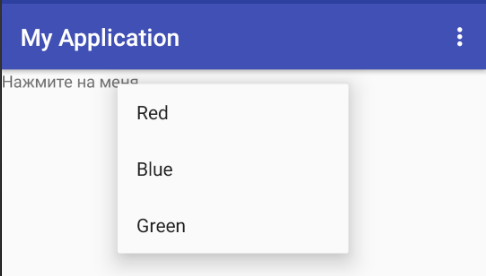 My Application
Нажмите на меня
Red
Blue
Green